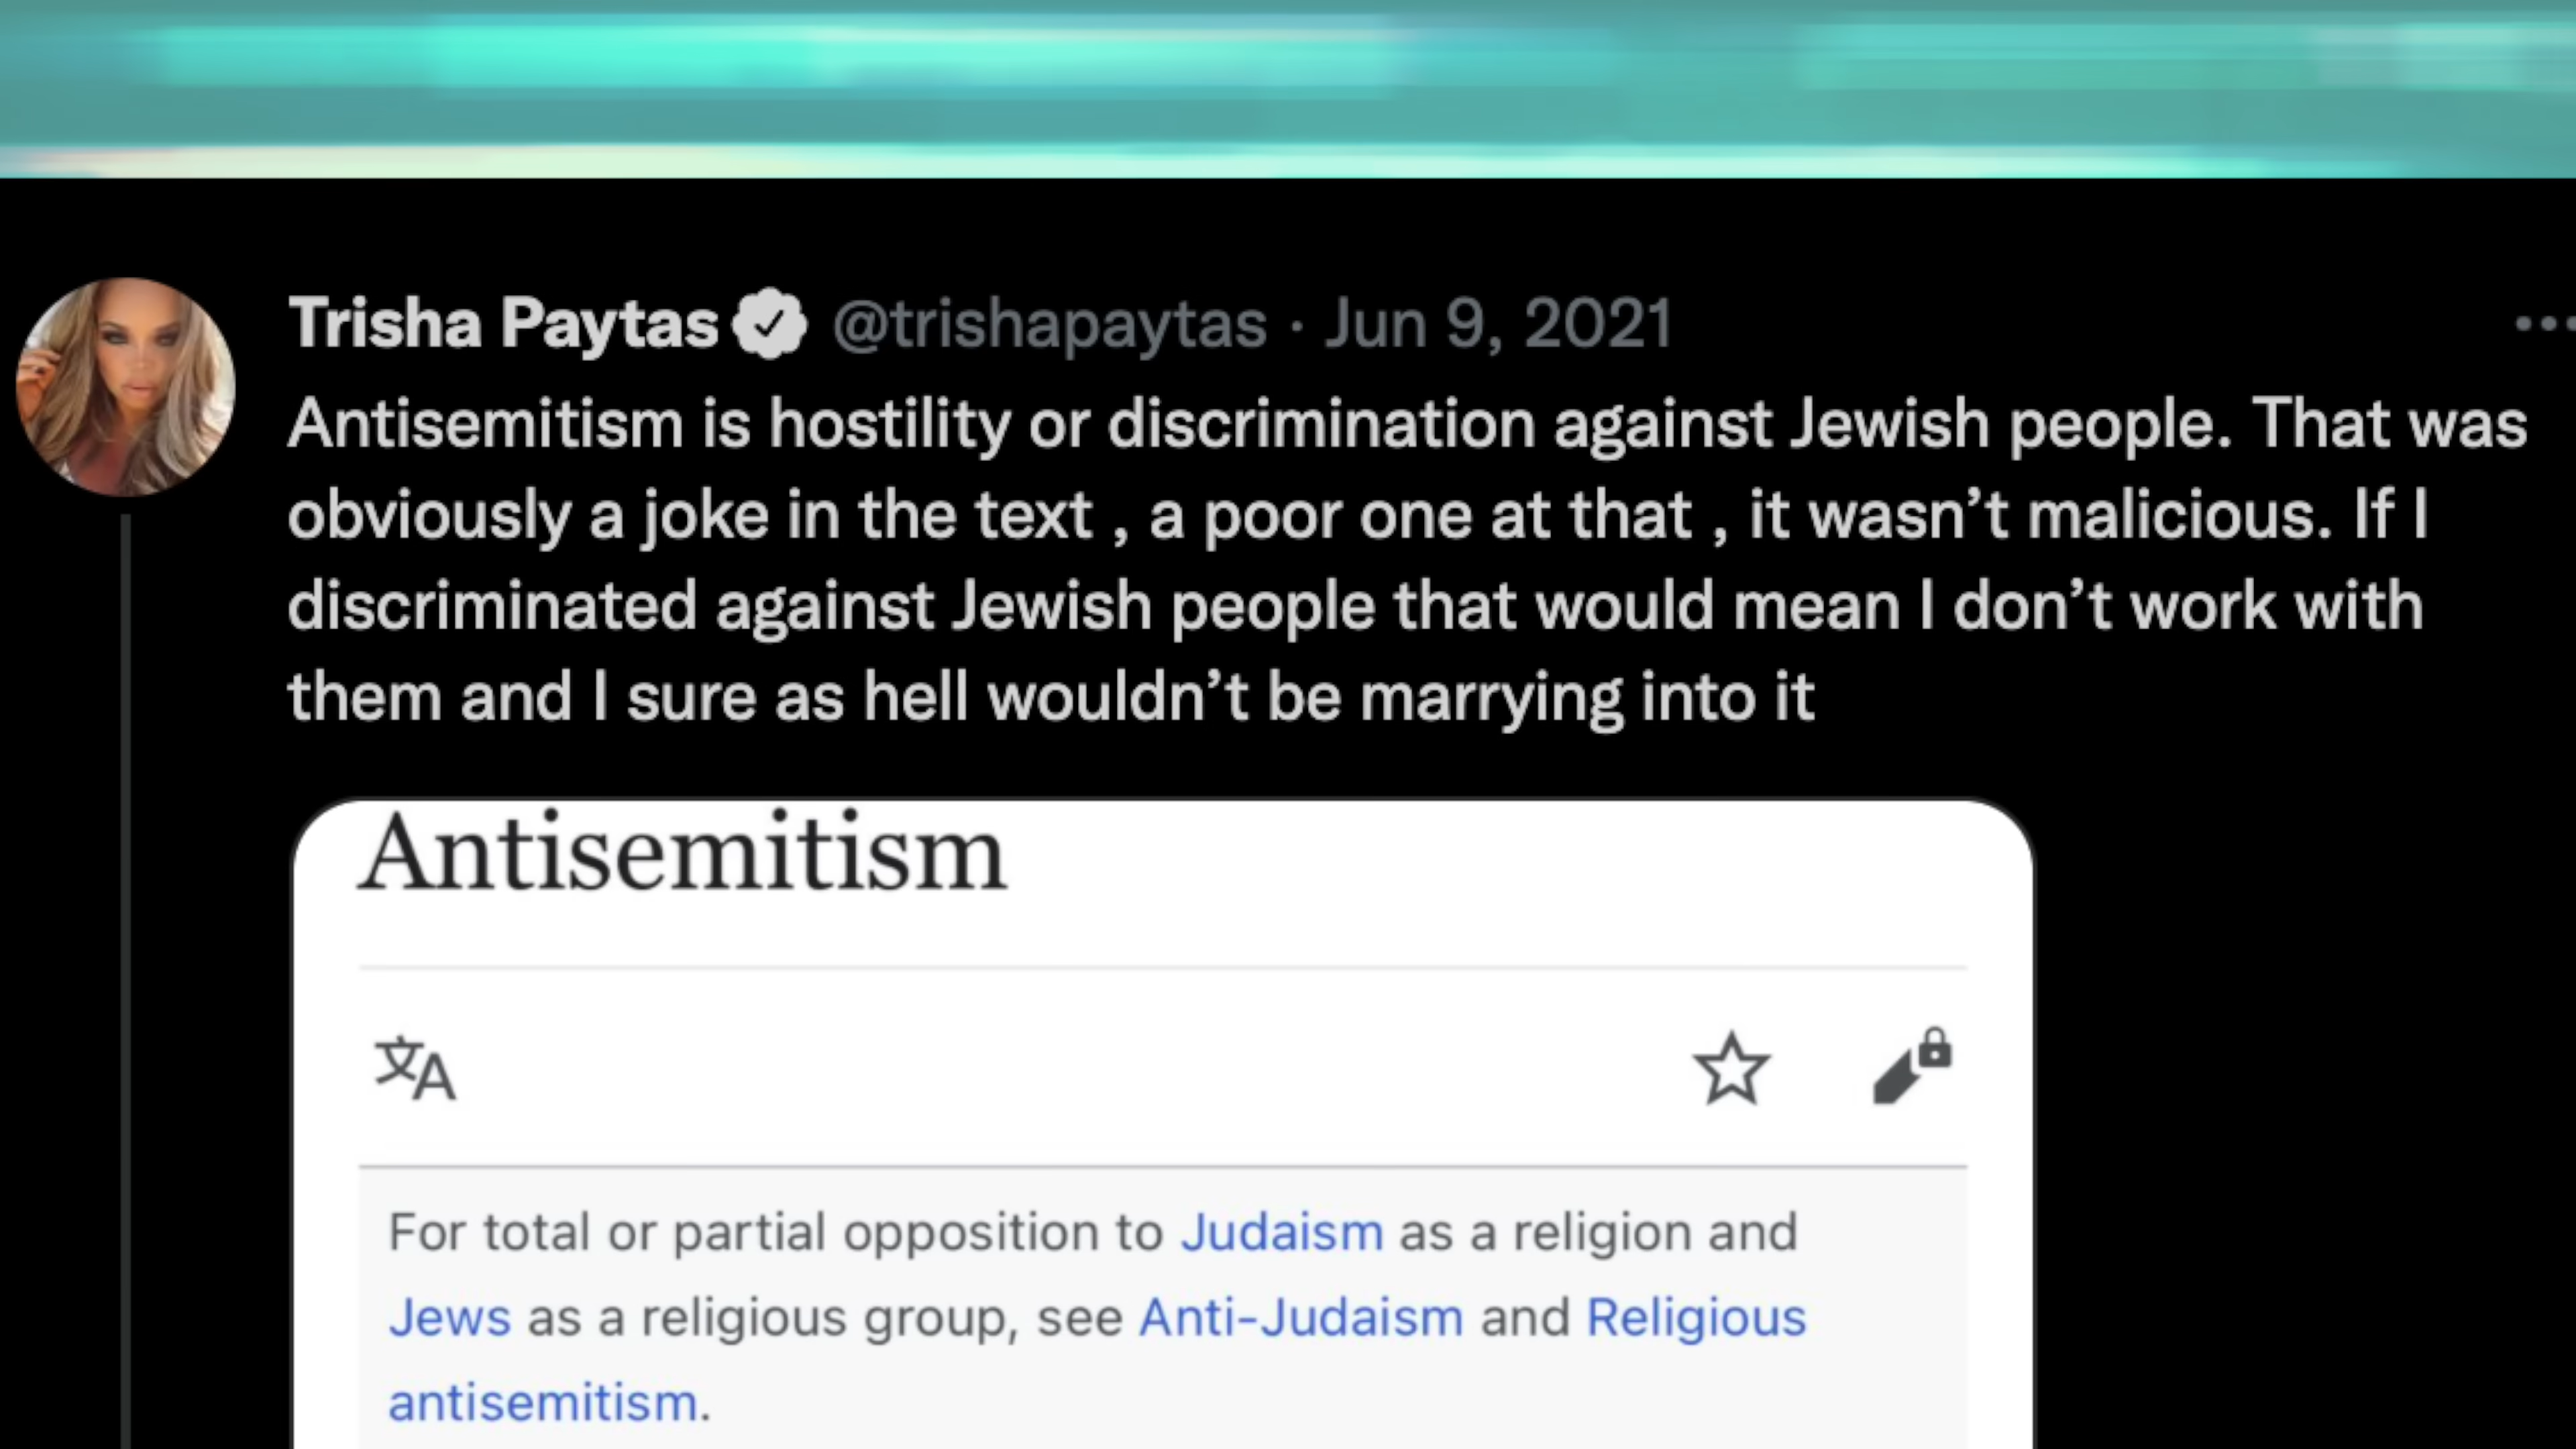 Trisha Paytas @trishapaytas · Jun 9, 2021
Antisemitism is hostility or discrimination against Jewish people. That was
obviously a joke in the text , a poor one at that , it wasn’t malicious. If I
discriminated against Jewish people that would mean I don’t work with
them and I sure as hell wouldn’t be marrying into it
Antisemitism
文A
For total or partial opposition to Judaism as a religion and
Jews as a religious group, see Anti-Judaism and Religious
antisemitism.